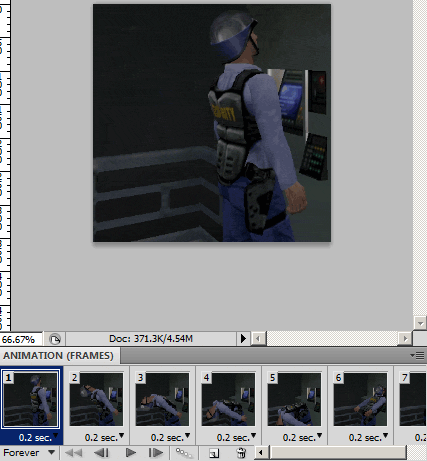 66.67%
Doc: 371.3K/4.54M
ANIMATION (FRAMES)
1 2 3 4 5 6 7
0.2 sec. 0.2 sec. 0.2 sec. 0.2 sec. 0.2 sec. 0.2 sec. 0.2
Forever